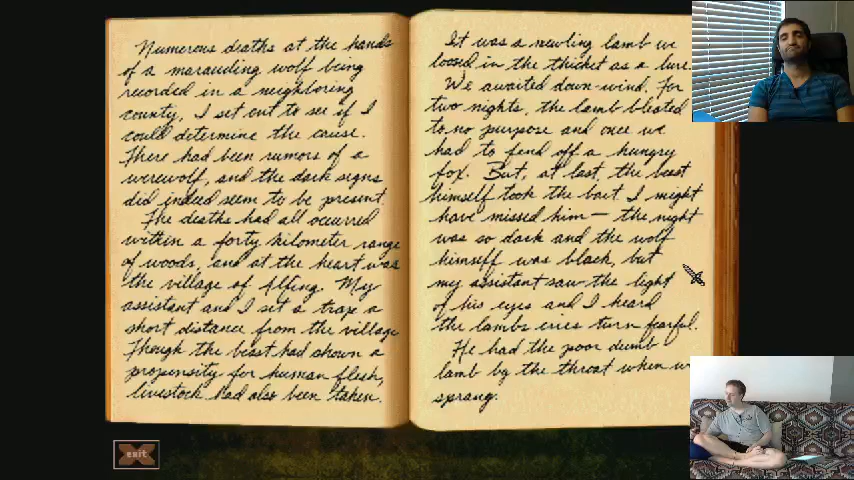 Numerous deaths at the hands
of a marauding wolf being
recorded in a neighboring
county, I set out to see if I
could determine the cause.
There had been rumors of a
werewolf, and the dark signs
did indeed seem to be present.
The deaths had all occurred
within a forty kilometer range
of woods, and at the heart was
the village of Alfing. My
assistant and I set a trap a
short distance from the village
Though the beast had shown a
propensity for human flesh,
livestock had also been taken.
It was a newling lamb we
loosed in the thicket as a lure.
We awaited down-wind. For
two nights, the lamb bleated
to no purpose and once we
had to fend off a hungry
fox. But, at last, the beast
himself took the bait. I might
have missed him— the night
was so dark and the wolf
himself was black, but
my assistant saw the light
of his eyes and I heard
the lambs cries turn fearful.
He had the poor dumb
lamb by the throat when w
sprang.
exit